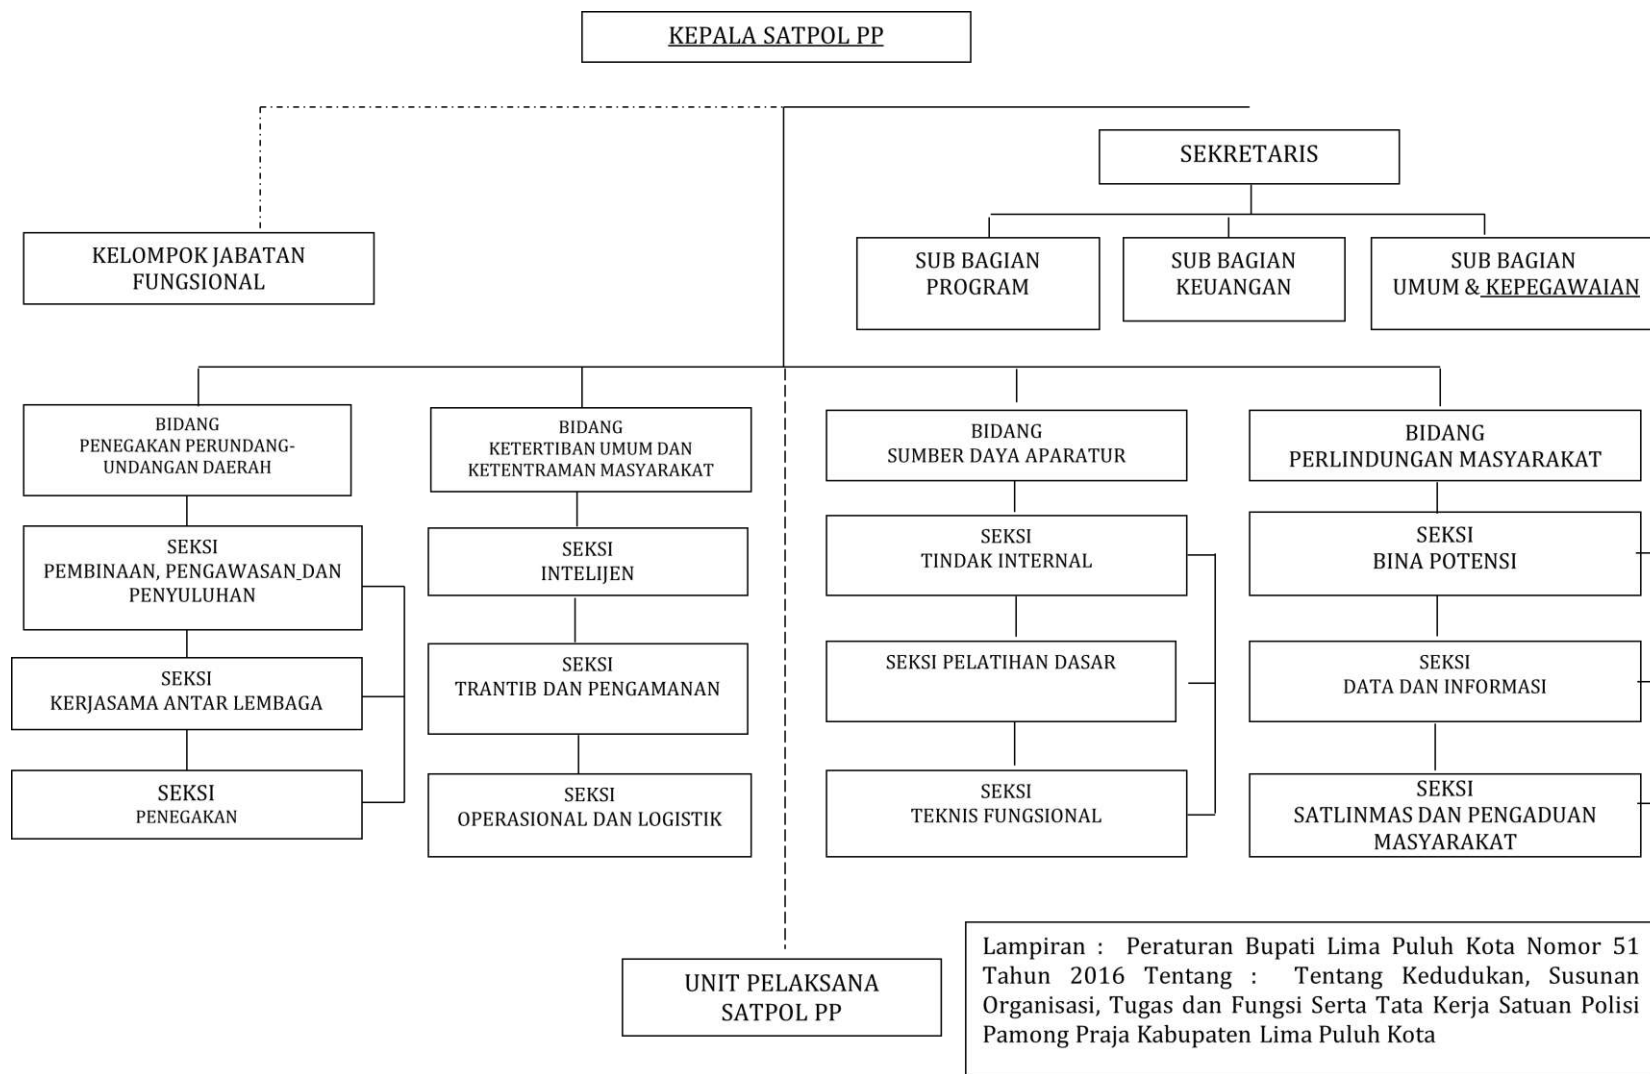 KEPALA SATPOL PP
SEKRETARIS
KELOMPOK JABATAN
FUNGSIONAL
SUB BAGIAN
PROGRAM
SUB BAGIAN
KEUANGAN
SUB BAGIAN
UMUM & KEPEGAWAIAN
BIDANG
PENEGAKAN PERUNDANG-
UNDANGAN DAERAH
SEKSI
PEMBINAAN, PENGAWASAN DAN
PENYULUHAN
SEKSI
KERJASAMA ANTAR LEMBAGA
SEKSI
PENEGAKAN
BIDANG
KETERTIBAN UMUM DAN
KETENTRAMAN MASYARAKAT
SEKSI
INTELIJEN
SEKSI
TRANTIB DAN PENGAMANAN
SEKSI
OPERASIONAL DAN LOGISTIK
BIDANG
SUMBER DAYA APARATUR
SEKSI
TINDAK INTERNAL
SEKSI PELATIHAN DASAR
SEKSI
TEKNIS FUNGSIONAL
BIDANG
PERLINDUNGAN MASYARAKAT
SEKSI
BINA POTENSI
SEKSI
DATA DAN INFORMASI
SEKSI
SATLINMAS DAN PENGADUAN
MASYARAKAT
UNIT PELAKSANA
SATPOL PP
Lampiran : Peraturan Bupati Lima Puluh Kota Nomor 51
Tahun 2016 Tentang : Tentang Kedudukan, Susunan
Organisasi, Tugas dan Fungsi Serta Tata Kerja Satuan Polisi
Pamong Praja Kabupaten Lima Puluh Kota